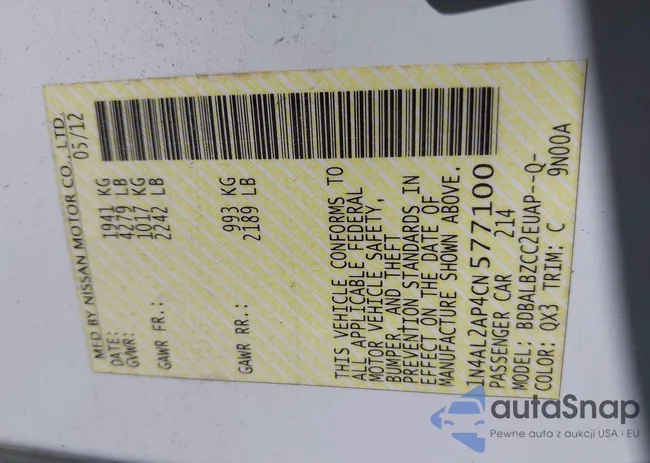 MFD BY NISSAN MOTOR CO., LTD.
DATE: 05/12
GVWR: 1941 KG
4279 LB
GAWR FR.: 1017 KG
2242 LB
GAWR RR.: 993 KG
2189 LB
THIS VEHICLE CONFORMS TO
ALL APPLICABLE FEDERAL
MOTOR VEHICLE SAFETY,
BUMPER, AND THEFT
PREVENTION STANDARDS IN
EFFECT ON THE DATE OF
MANUFACTURE SHOWN ABOVE.
1N4AL2AP4CN577100
PASSENGER CAR 214
MODEL: BDBALBZCC2EUAP---Q-
COLOR: QX3 TRIM: C 9N00A
autaSnap
Pewne auta z aukcji USA i EU